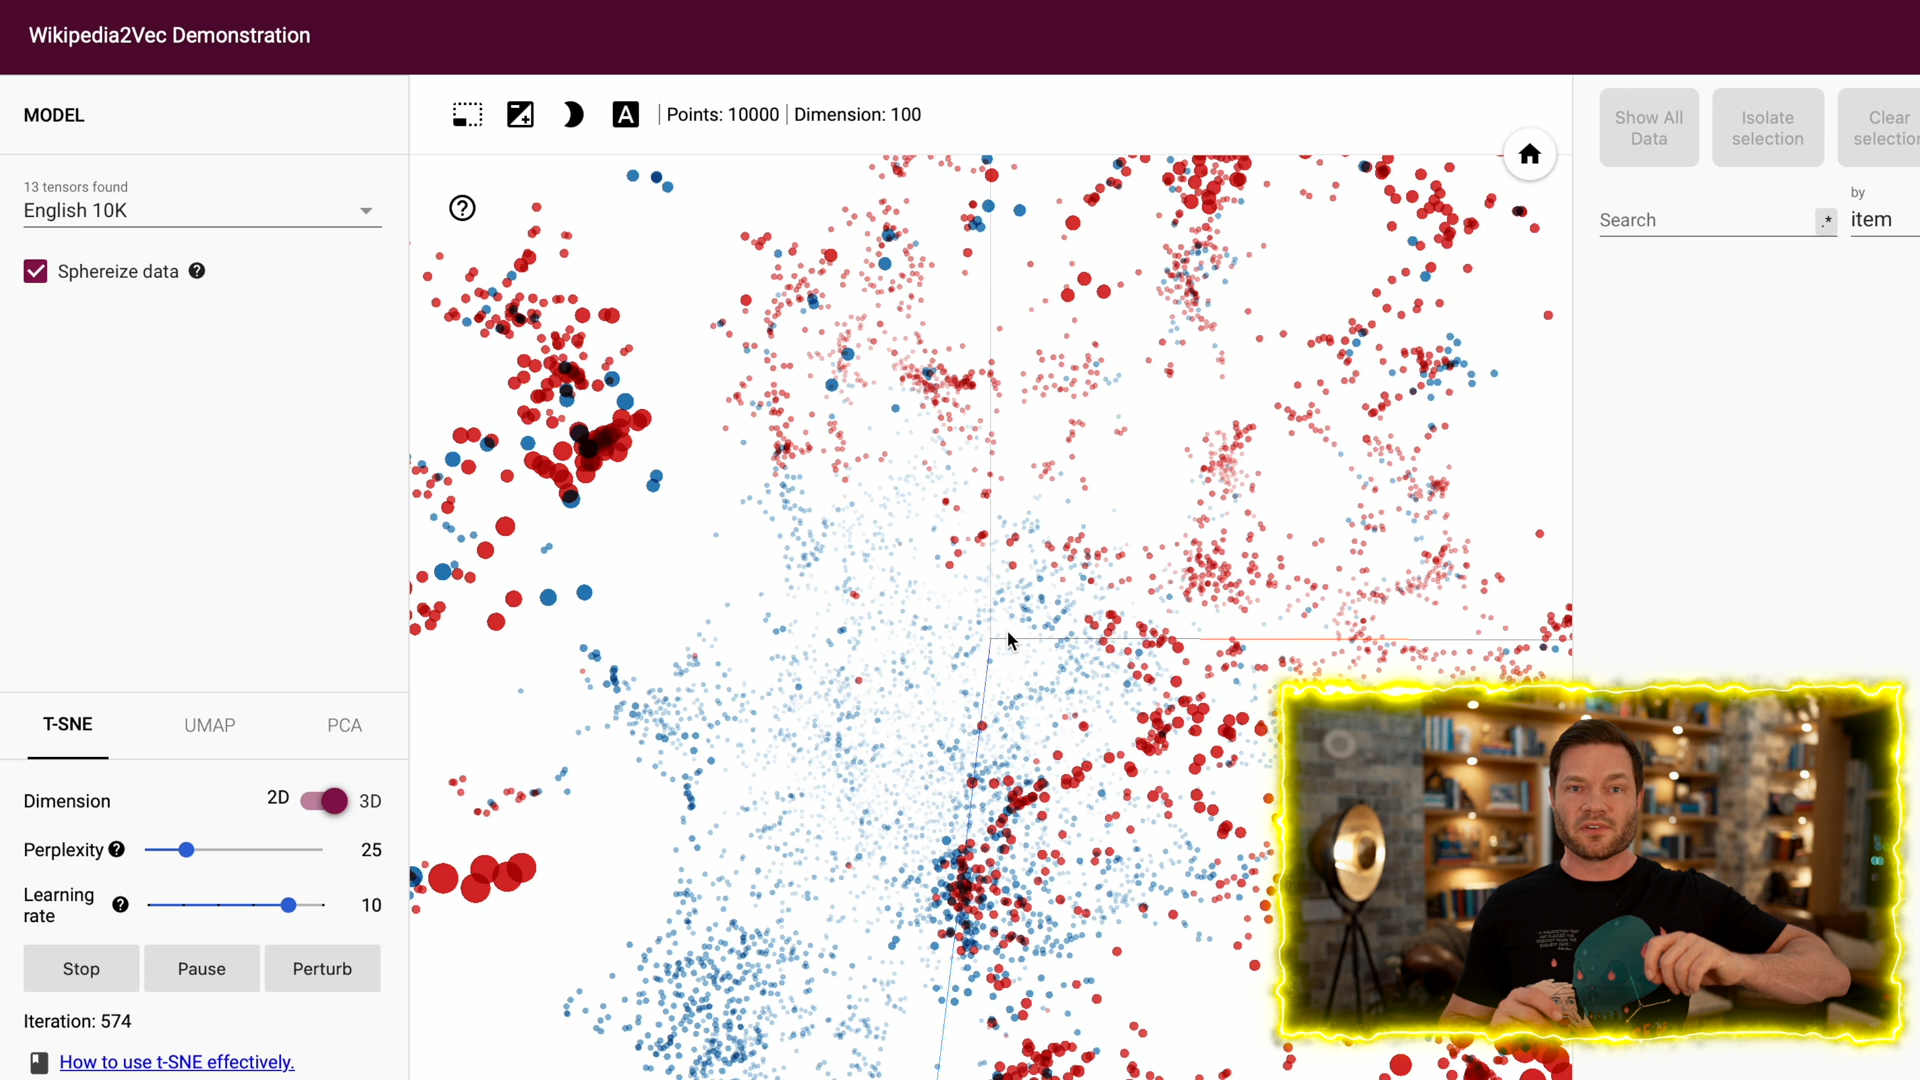 Wikipedia2Vec Demonstration
MODEL
Points: 10000 Dimension: 100
Show All
Data
Isolate
selection
Clear
selection
13 tensors found
English 10K
by
Search .* item
Sphereize data
T-SNE UMAP PCA
Dimension 2D 3D
Perplexity 25
Learning
rate 10
Stop Pause Perturb
Iteration: 574
How to use t-SNE effectively.